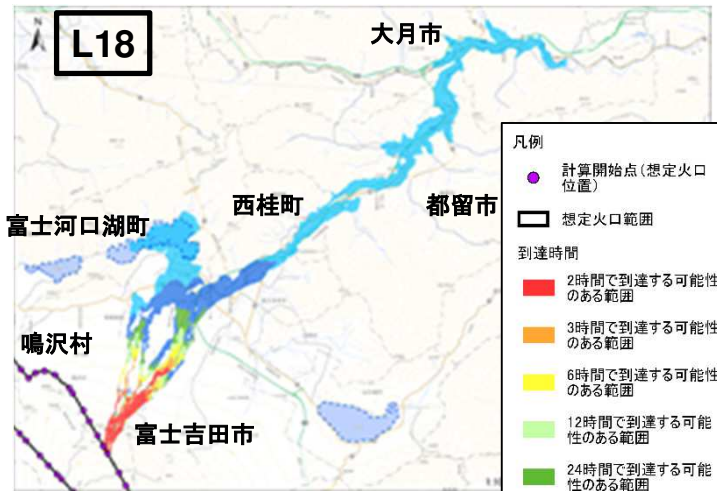 L18
大月市
凡例
計算開始点(想定火口
位置)
西桂町
都留市
富士河口湖町
想定火口範囲
到達時間
2時間で到達する可能性
のある範囲
鳴沢村
3時間で到達する可能性
のある範囲
6時間で到達する可能性
のある範囲
富士吉田市
12時間で到達する可能
性のある範囲
24時間で到達する可能
性のある範囲